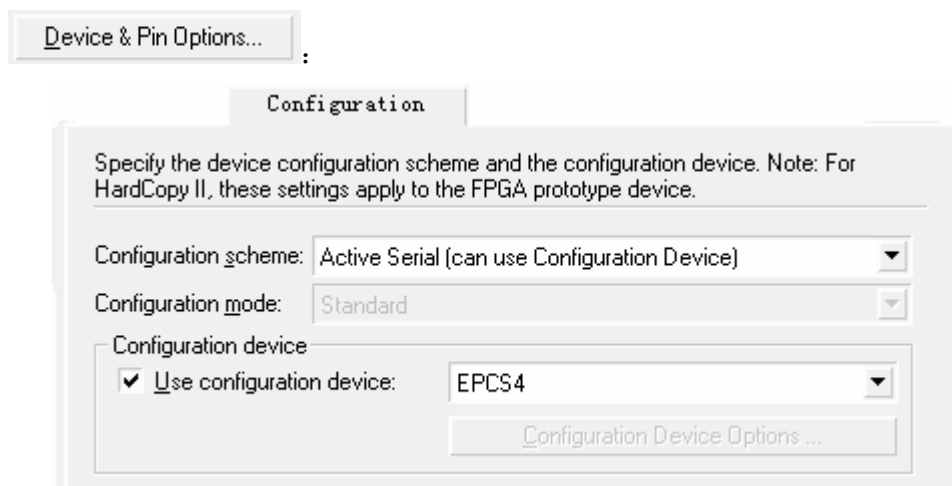 Device & Pin Options...
：
Configuration
Specify the device configuration scheme and the configuration device. Note: For
HardCopy II, these settings apply to the FPGA prototype device.
Configuration scheme: Active Serial (can use Configuration Device)
Configuration mode: Standard
Configuration device
Use configuration device: EPCS4
Configuration Device Options ...